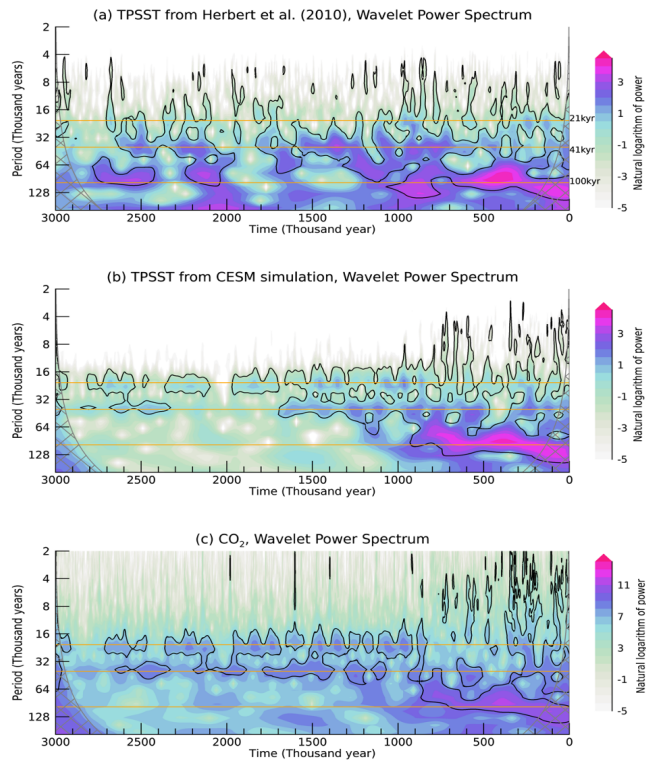 (a) TPSST from Herbert et al. (2010), Wavelet Power Spectrum
Period (Thousand years)
2
4
8
16
32
64
128
21kyr
41kyr
100kyr
3000 2500 2000 1500 1000 500 0
Time (Thousand year)
3
1
-1
-3
-5
Natural logarithm of power
(b) TPSST from CESM simulation, Wavelet Power Spectrum
Period (Thousand years)
2
4
8
16
32
64
128
3000 2500 2000 1500 1000 500 0
Time (Thousand year)
3
1
-1
-3
-5
Natural logarithm of power
(c) CO₂, Wavelet Power Spectrum
Period (Thousand years)
2
4
8
16
32
64
128
3000 2500 2000 1500 1000 500 0
Time (Thousand year)
11
7
3
-1
-5
Natural logarithm of power